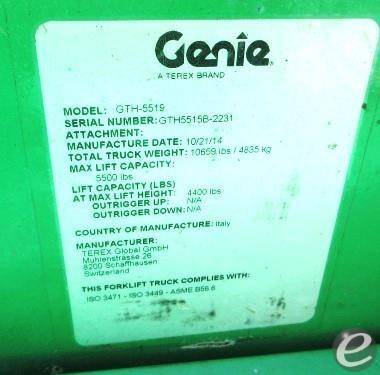 Genie
A TEREX BRAND
MODEL: GTH-5519
SERIAL NUMBER: GTH5515B-2231
ATTACHMENT:
MANUFACTURE DATE: 10/21/14
TOTAL TRUCK WEIGHT: 10659 lbs / 4835 kg
MAX LIFT CAPACITY:
5500 lbs
LIFT CAPACITY (LBS)
AT MAX LIFT HEIGHT: 4400 lbs
OUTRIGGER UP: N/A
OUTRIGGER DOWN: N/A
COUNTRY OF MANUFACTURE: Italy
MANUFACTURER:
TEREX Global GmbH
Muhlenstrasse 26
8200 Schaffhausen
Switzerland
THIS FORKLIFT TRUCK COMPLIES WITH:
ISO 3471 - ISO 3449 - ASME B56.6
e